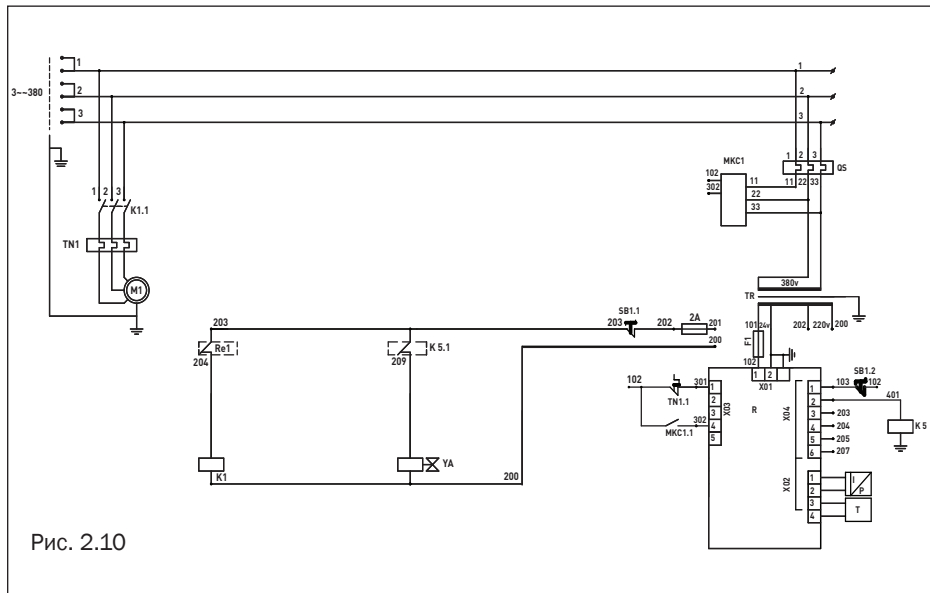 1
1
2
2
3~~380
3
3
MKC1
1 2 3
QS
102
302
11
11 22 33
22
33
1 2 3
K1.1
TN1
M1
380v
TR
SB1.1
2A
203
203
202
201
101
24v
202
220v
200
200
F1
Re1
204
K 5.1
209
102
1 2
X01
SB1.2
102
301
1
1
103
102
TN1.1
2
X03
R
X04
2
401
3
3
203
MKC1.1
302
4
4
204
K 5
5
5
205
6
207
K1
YA
200
X02
1
I
P
2
3
T
4
Рис. 2.10